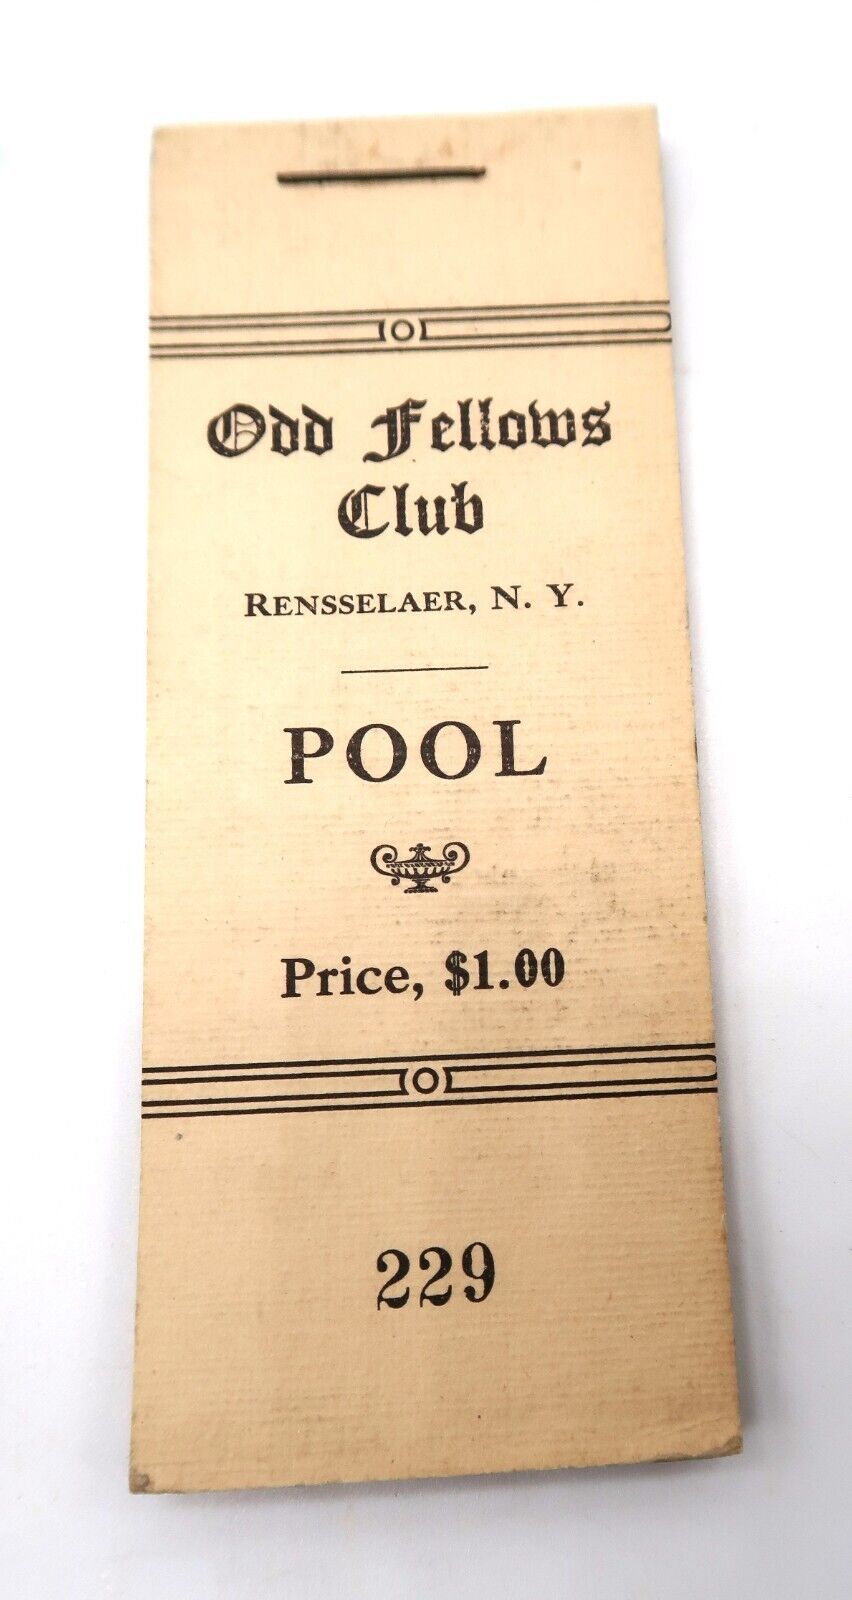 Odd Fellows
Club
RENSSELAER, N. Y.
POOL
Price, $1.00
229